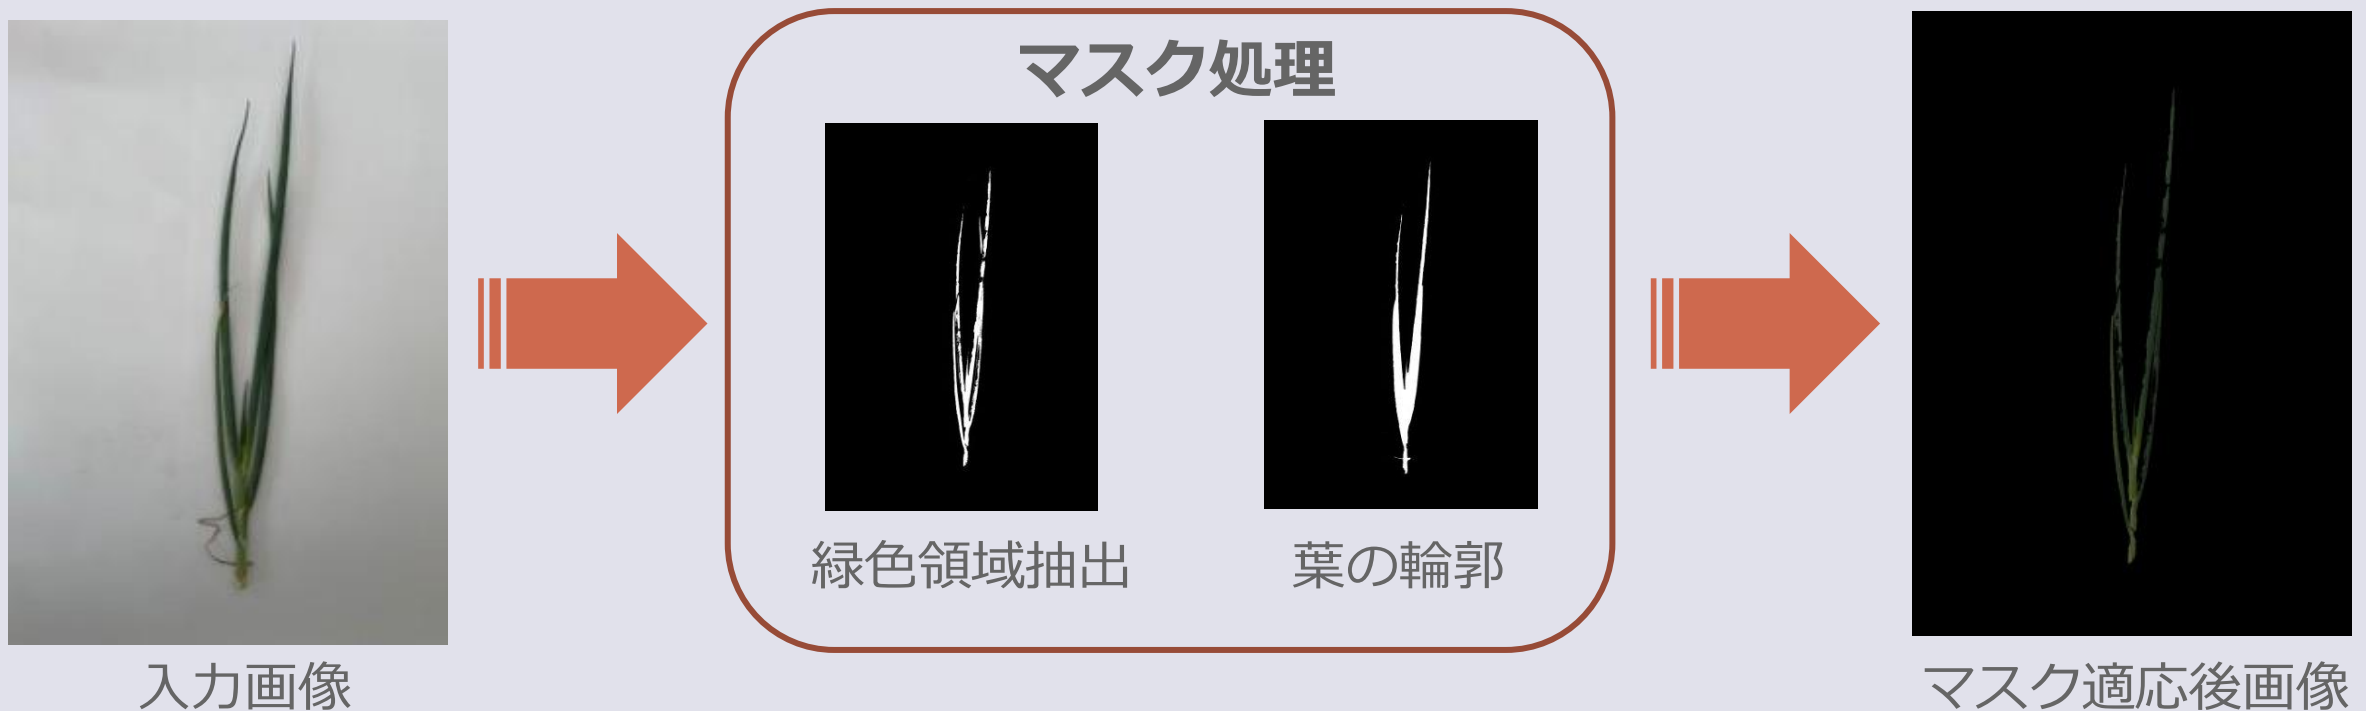 マスク処理
緑色領域抽出
葉の輪郭
入力画像
マスク適応後画像